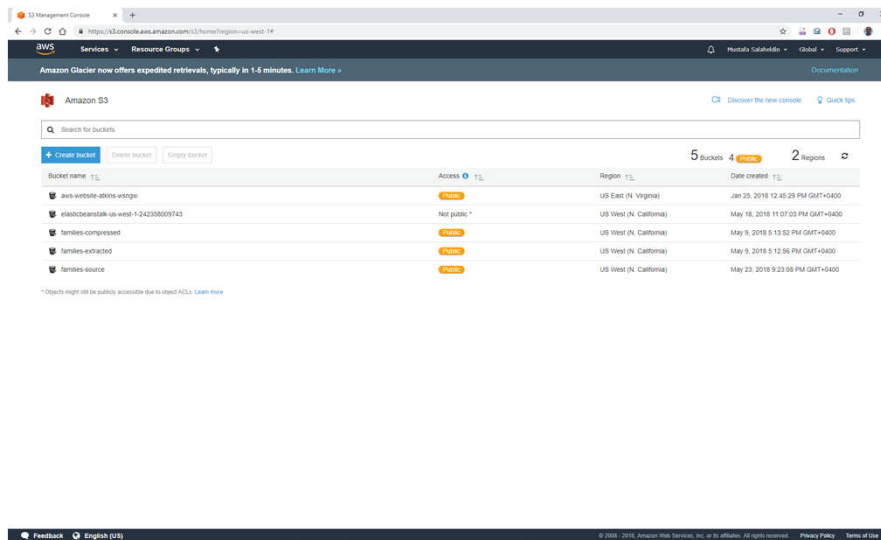 S3 Management Console
https://s3.console.aws.amazon.com/s3/home?region=us-west-1#
aws Services Resource Groups Mustafa Salaheldin Global Support
Amazon Glacier now offers expedited retrievals, typically in 1-5 minutes. Learn More » Documentation
Amazon S3 Discover the new console Quick tips
Search for buckets
+ Create bucket Delete bucket Empty bucket 5 Buckets 4 Public 2 Regions
Bucket name Access Region Date created
aws-website-atkins-wsngw Public US East (N. Virginia) Jan 25, 2018 12:45:29 PM GMT+0400
elasticbeanstalk-us-west-1-242308009743 Not public * US West (N. California) May 18, 2018 11:07:03 PM GMT+0400
families-compressed Public US West (N. California) May 9, 2018 5:13:52 PM GMT+0400
families-extracted Public US West (N. California) May 9, 2018 5:12:56 PM GMT+0400
families-source Public US West (N. California) May 23, 2018 9:23:08 PM GMT+0400
* Objects might still be publicly accessible due to object ACLs. Learn more
Feedback English (US) © 2008 - 2018, Amazon Web Services, Inc. or its affiliates. All rights reserved. Privacy Policy Terms of Use